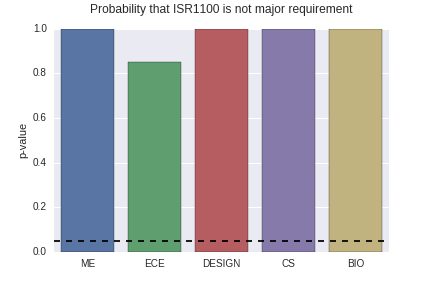 Probability that ISR1100 is not major requirement
1.0
0.8
0.6
0.4
0.2
0.0
p-value
ME ECE DESIGN CS BIO